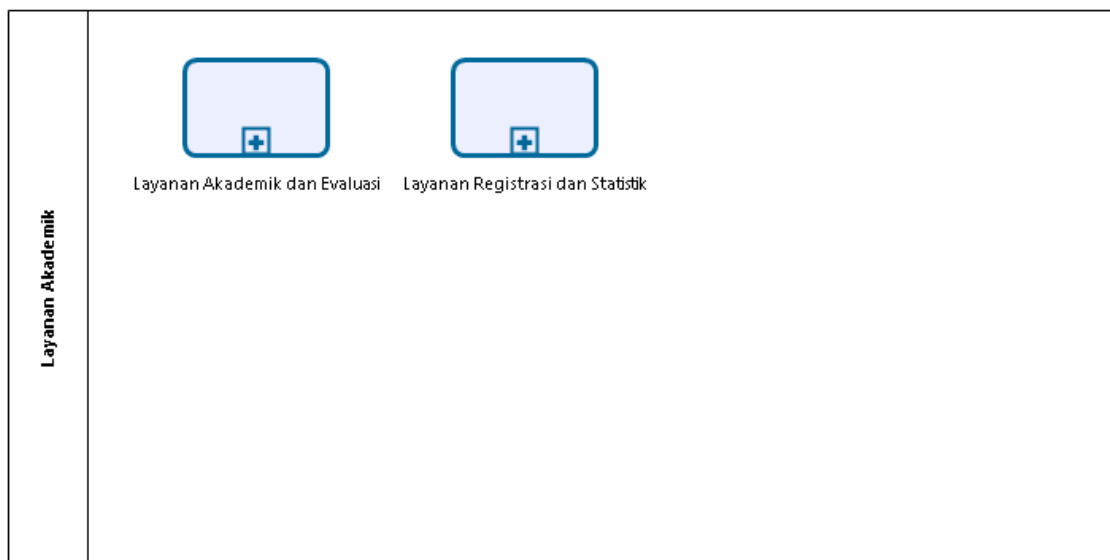 Layanan Akademik
Layanan Akademik dan Evaluasi
Layanan Registrasi dan Statistik